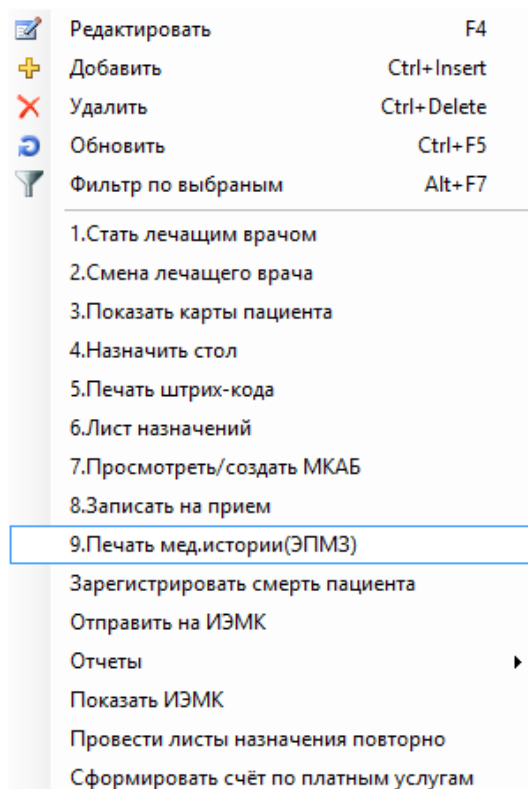 Редактировать F4
Добавить Ctrl+Insert
Удалить Ctrl+Delete
Обновить Ctrl+F5
Фильтр по выбраным Alt+F7
1.Стать лечащим врачом
2.Смена лечащего врача
3.Показать карты пациента
4.Назначить стол
5.Печать штрих-кода
6.Лист назначений
7.Просмотреть/создать МКАБ
8.Записать на прием
9.Печать мед.истории(ЭПМЗ)
Зарегистрировать смерть пациента
Отправить на ИЭМК
Отчеты
Показать ИЭМК
Провести листы назначения повторно
Сформировать счёт по платным услугам